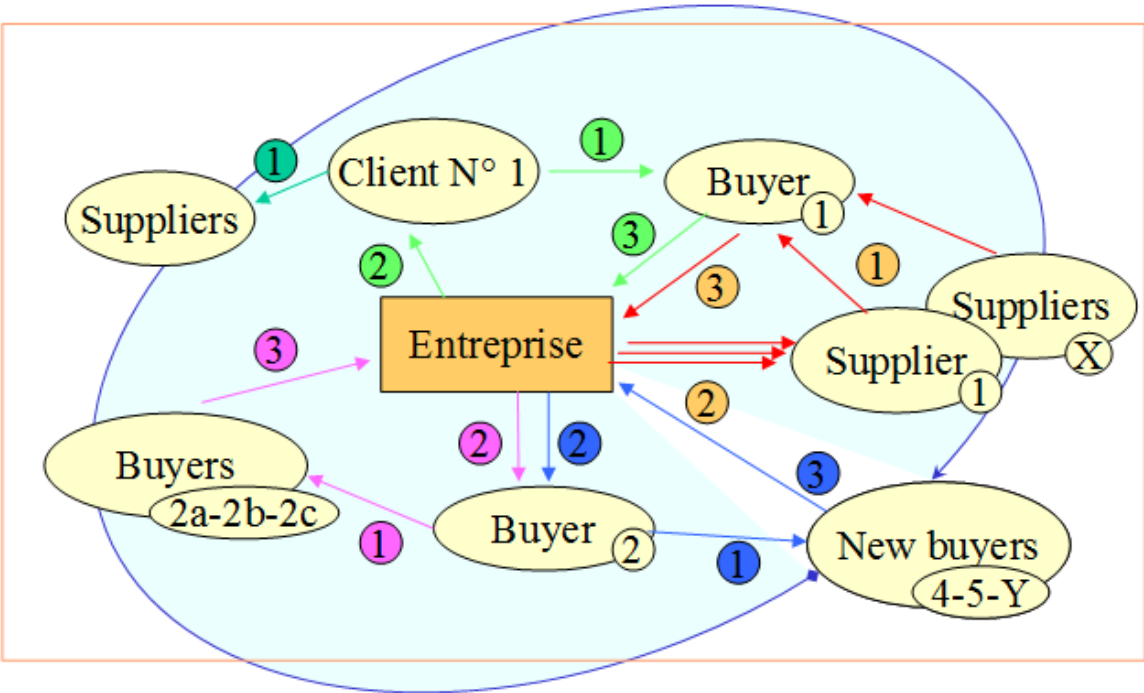 1
Client N° 1
1
Buyer
1
Suppliers
3
2
3
1
Suppliers
X
Entreprise
Supplier
1
3
2
Buyers
2a-2b-2c
2
2
3
1
Buyer
2
1
New buyers
4-5-Y